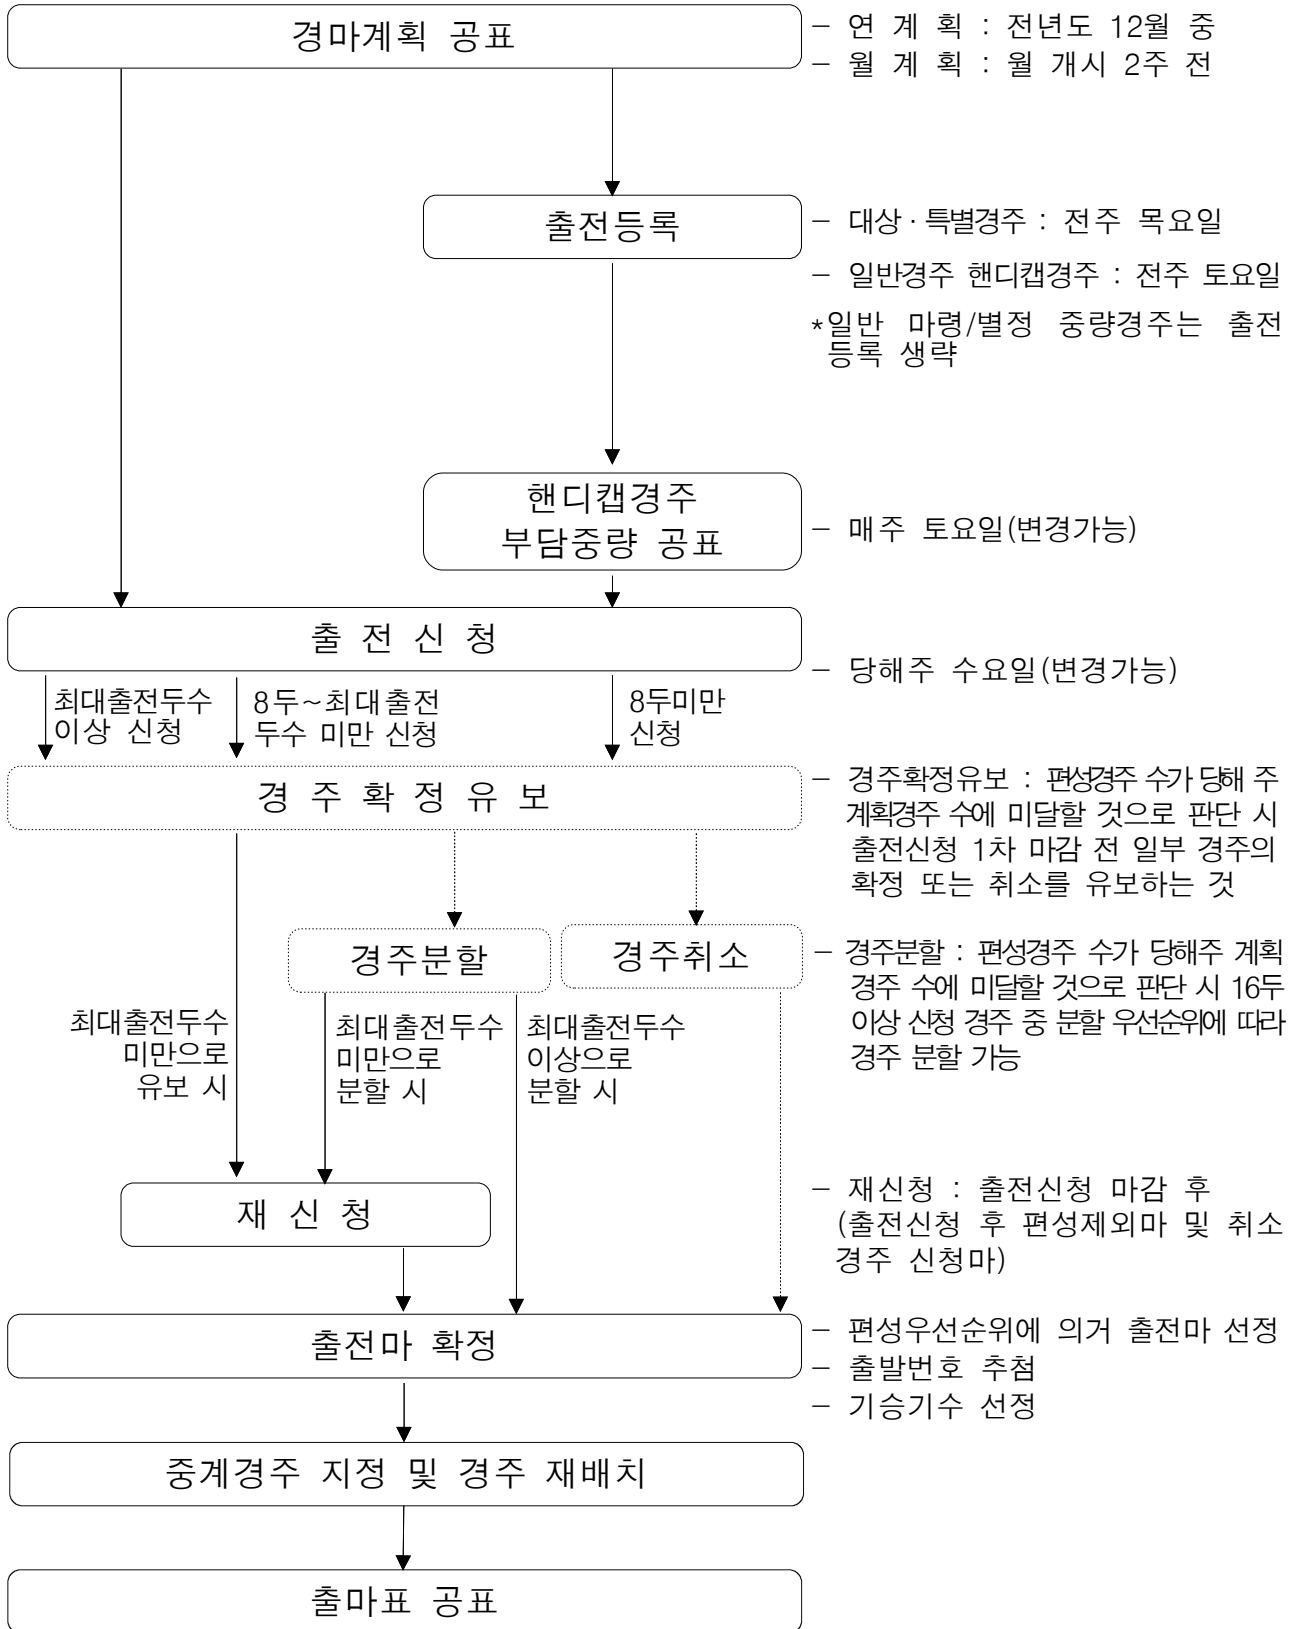 경마계획 공표
– 연 계 획 : 전년도 12월 중
– 월 계 획 : 월 개시 2주 전
출전등록
– 대상·특별경주 : 전주 목요일
– 일반경주 핸디캡경주 : 전주 토요일
*일반 마령/별정 중량경주는 출전
등록 생략
핸디캡경주
부담중량 공표
– 매주 토요일(변경가능)
출 전 신 청
– 당해주 수요일(변경가능)
최대출전두수
이상 신청
8두~최대출전
두수 미만 신청
8두미만
신청
경 주 확 정 유 보
– 경주확정유보 : 편성경주 수가 당해 주
계획경주 수에 미달할 것으로 판단 시
출전신청 1차 마감 전 일부 경주의
확정 또는 취소를 유보하는 것
경주분할
경주취소
– 경주분할 : 편성경주 수가 당해주 계획
경주 수에 미달할 것으로 판단 시 16두
이상 신청 경주 중 분할 우선순위에 따라
경주 분할 가능
최대출전두수
미만으로
유보 시
최대출전두수
미만으로
분할 시
최대출전두수
이상으로
분할 시
재 신 청
– 재신청 : 출전신청 마감 후
(출전신청 후 편성제외마 및 취소
경주 신청마)
출전마 확정
– 편성우선순위에 의거 출전마 선정
– 출발번호 추첨
– 기승기수 선정
중계경주 지정 및 경주 재배치
출마표 공표